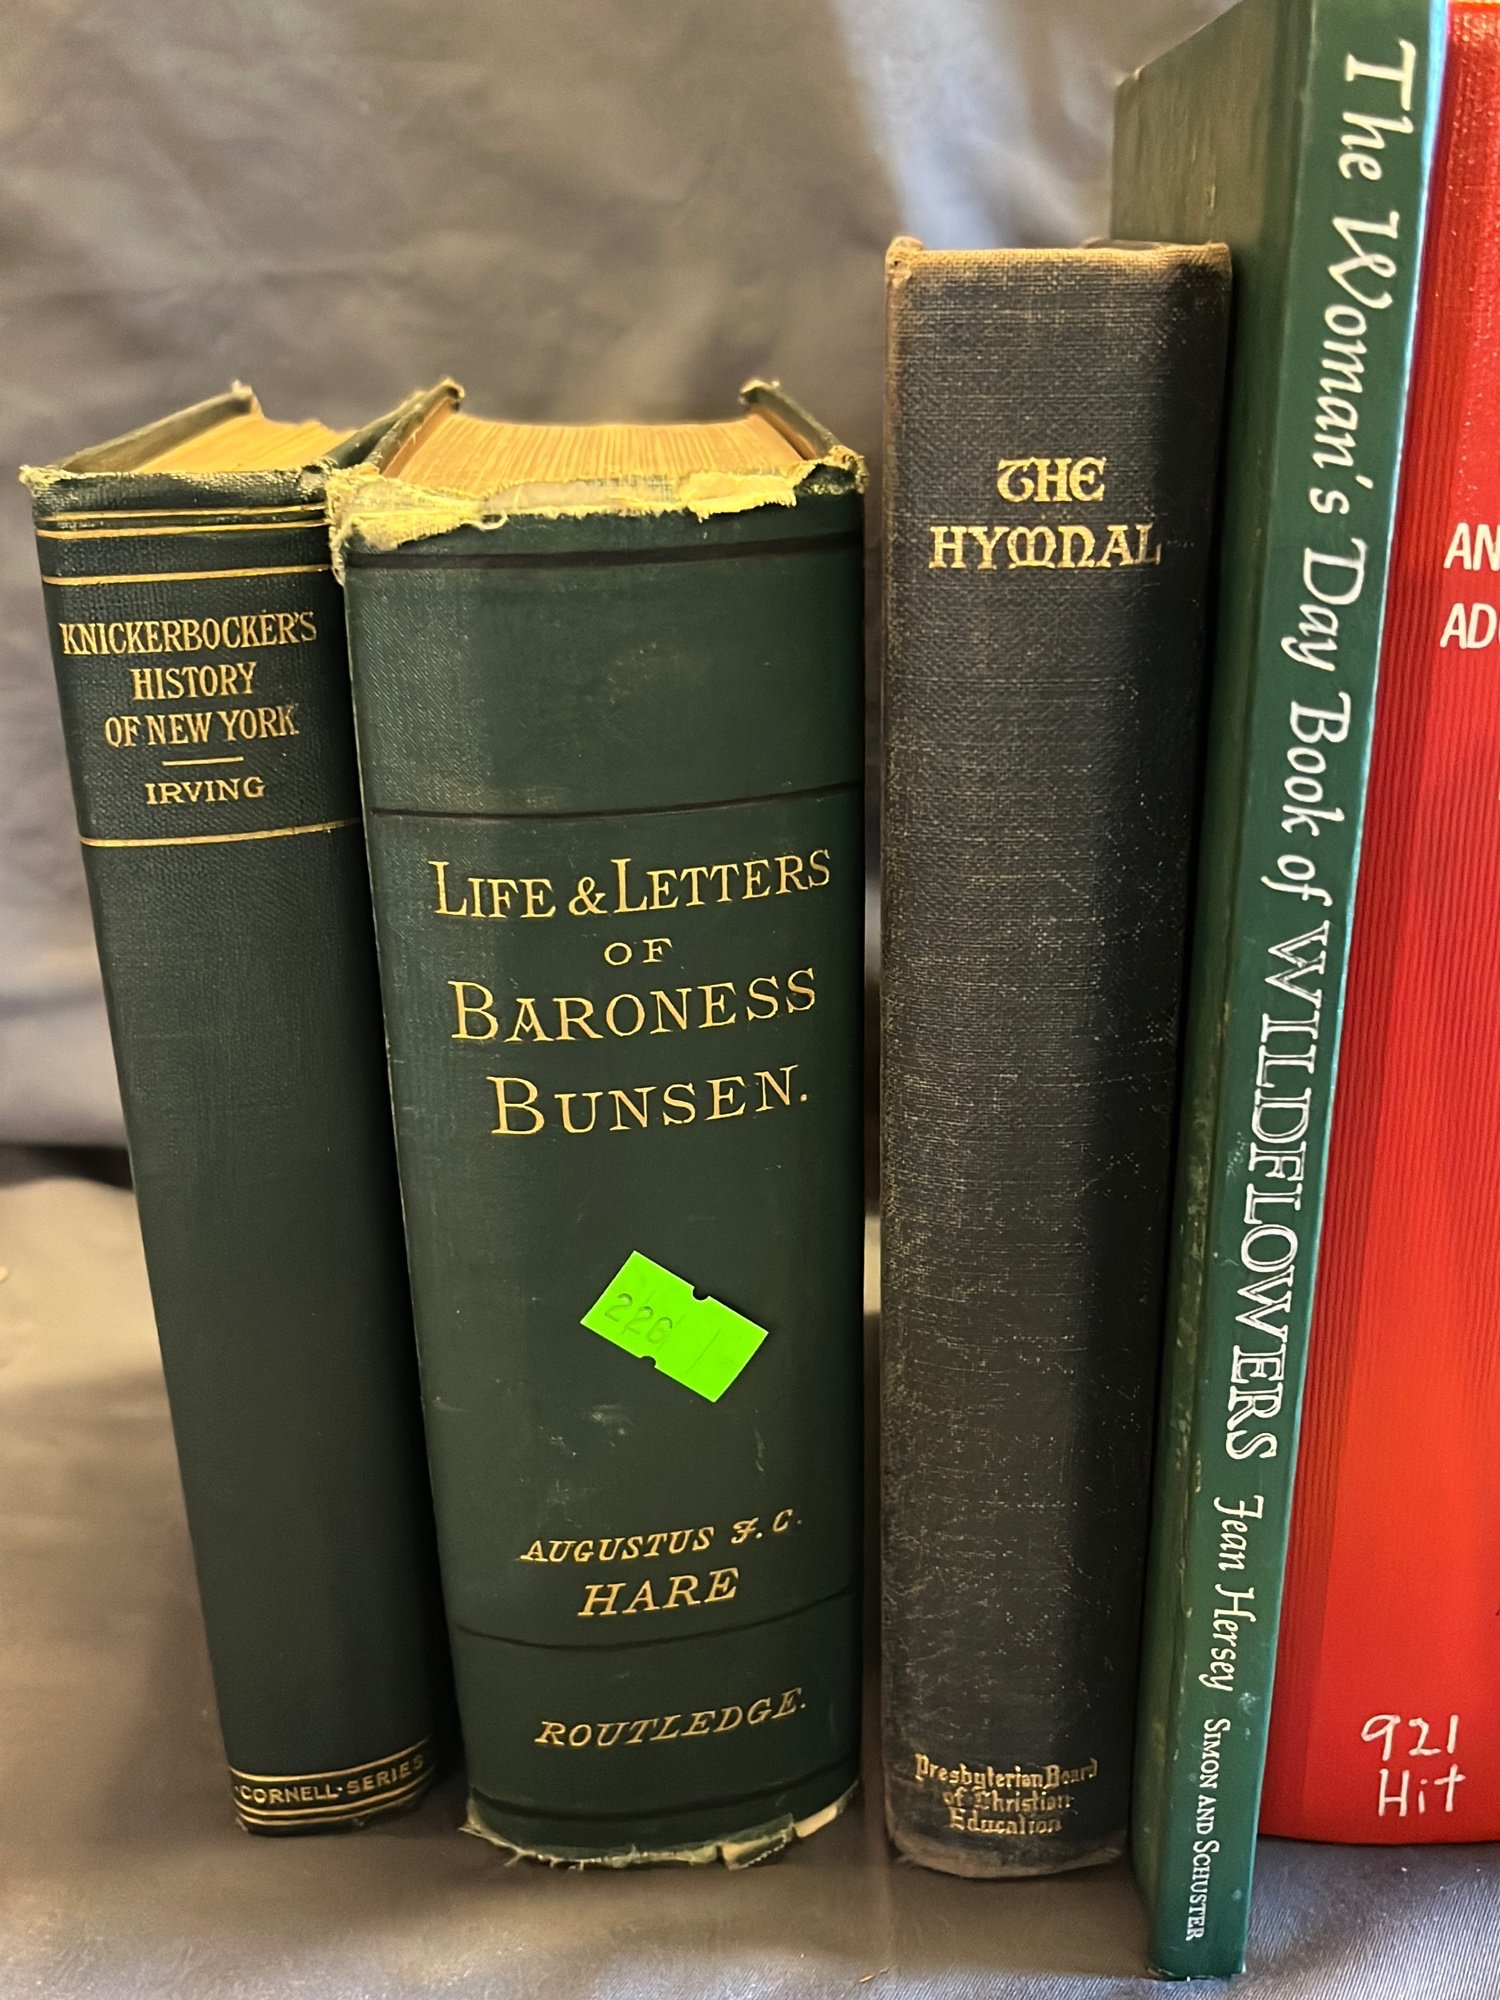 KNICKERBOCKER'S
HISTORY
OF NEW YORK
IRVING
CORNELL·SERIES
LIFE & LETTERS
OF
BARONESS
BUNSEN.
226
AUGUSTUS J. C.
HARE
ROUTLEDGE.
THE
HYMNAL
Presbyterian Board
of Christian
Education
The Woman's Day Book of WILDFLOWERS Jean Hersey SIMON AND SCHUSTER
AN
AD
921
Hit